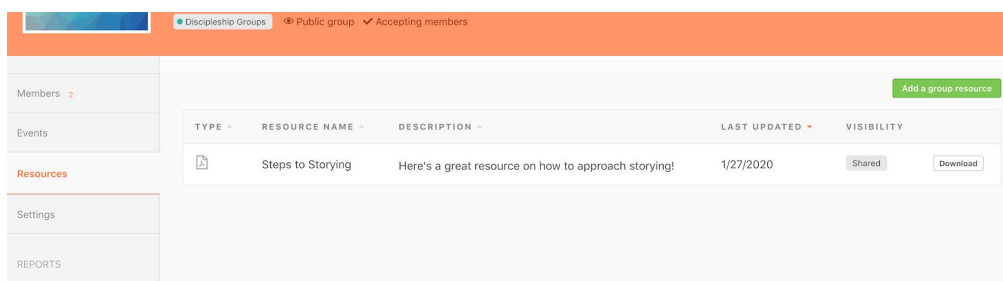 Discipleship Groups Public group Accepting members
Members 2
Add a group resource
Events
TYPE RESOURCE NAME DESCRIPTION LAST UPDATED VISIBILITY
Steps to Storying Here's a great resource on how to approach storying! 1/27/2020 Shared Download
Resources
Settings
REPORTS